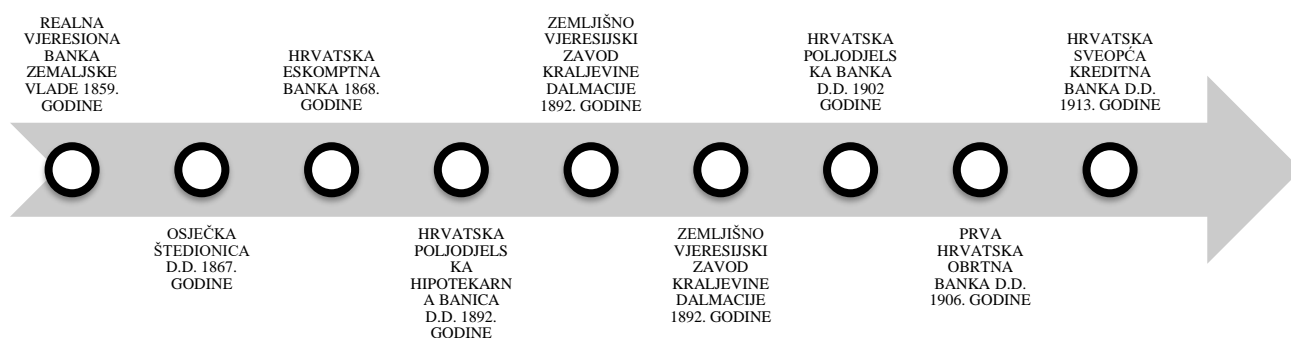 REALNA
VJERESIONA
BANKA
ZEMALJSKE
VLADE 1859.
GODINE
OSJEČKA
ŠTEDIONICA
D.D. 1867.
GODINE
HRVATSKA
ESKOMPTNA
BANKA 1868.
GODINE
HRVATSKA
POLJODJELS
KA
HIPOTEKARN
A BANICA
D.D. 1892.
GODINE
ZEMLJIŠNO
VJERESIJSKI
ZAVOD
KRALJEVINE
DALMACIJE
1892. GODINE
ZEMLJIŠNO
VJERESIJSKI
ZAVOD
KRALJEVINE
DALMACIJE
1892. GODINE
HRVATSKA
POLJODJELS
KA BANKA
D.D. 1902
GODINE
PRVA
HRVATSKA
OBRTNA
BANKA D.D.
1906. GODINE
HRVATSKA
SVEOPĆA
KREDITNA
BANKA D.D.
1913. GODINE